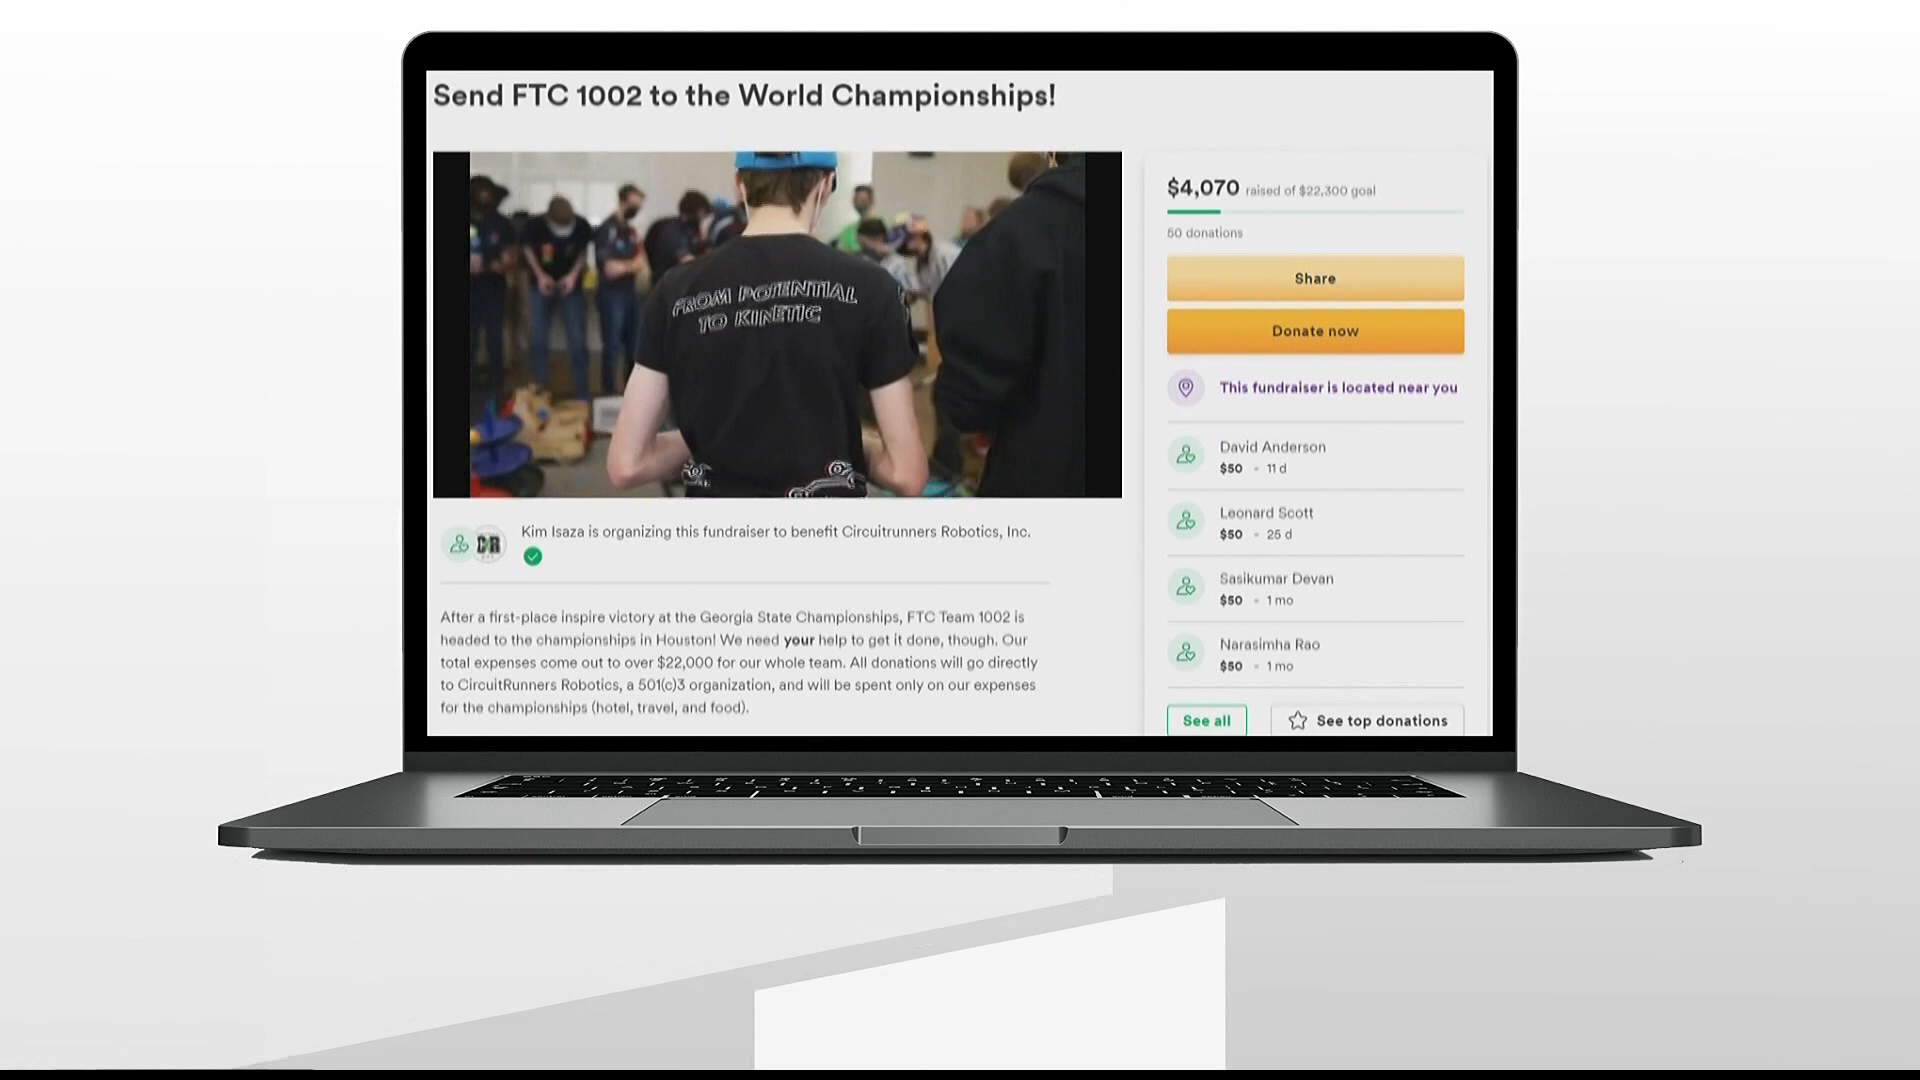 Send FTC 1002 to the World Championships!
FROM POTENTIAL
TO KINETIC
Kim Isaza is organizing this fundraiser to benefit Circuitrunners Robotics, Inc.
After a first-place inspire victory at the Georgia State Championships, FTC Team 1002 is
headed to the championships in Houston! We need your help to get it done, though. Our
total expenses come out to over $22,000 for our whole team. All donations will go directly
to CircuitRunners Robotics, a 501(c)3 organization, and will be spent only on our expenses
for the championships (hotel, travel, and food).
$4,070 raised of $22,300 goal
50 donations
Share
Donate now
This fundraiser is located near you
David Anderson
$50 • 11 d
Leonard Scott
$50 • 25 d
Sasikumar Devan
$50 • 1 mo
Narasimha Rao
$50 • 1 mo
See all
See top donations